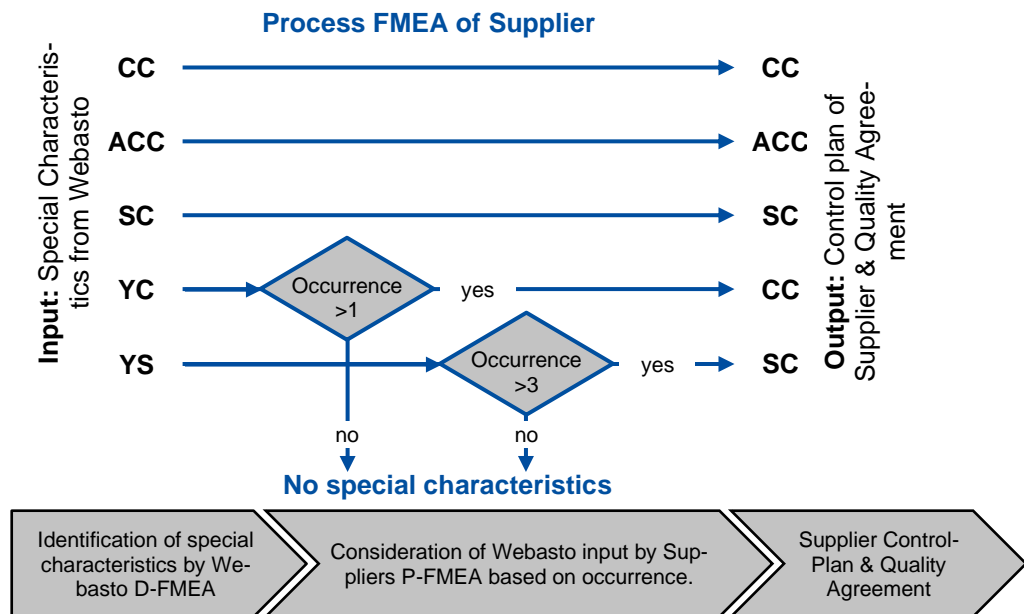 Process FMEA of Supplier
Input: Special Characteris-
tics from Webasto
CC
CC
ACC
ACC
SC
SC
YC
Occurrence
>1
yes
CC
YS
Occurrence
>3
yes
SC
no
no
No special characteristics
Output: Control plan of
Supplier & Quality Agree-
ment
Identification of special
characteristics by We-
basto D-FMEA
Consideration of Webasto input by Sup-
pliers P-FMEA based on occurrence.
Supplier Control-
Plan & Quality
Agreement